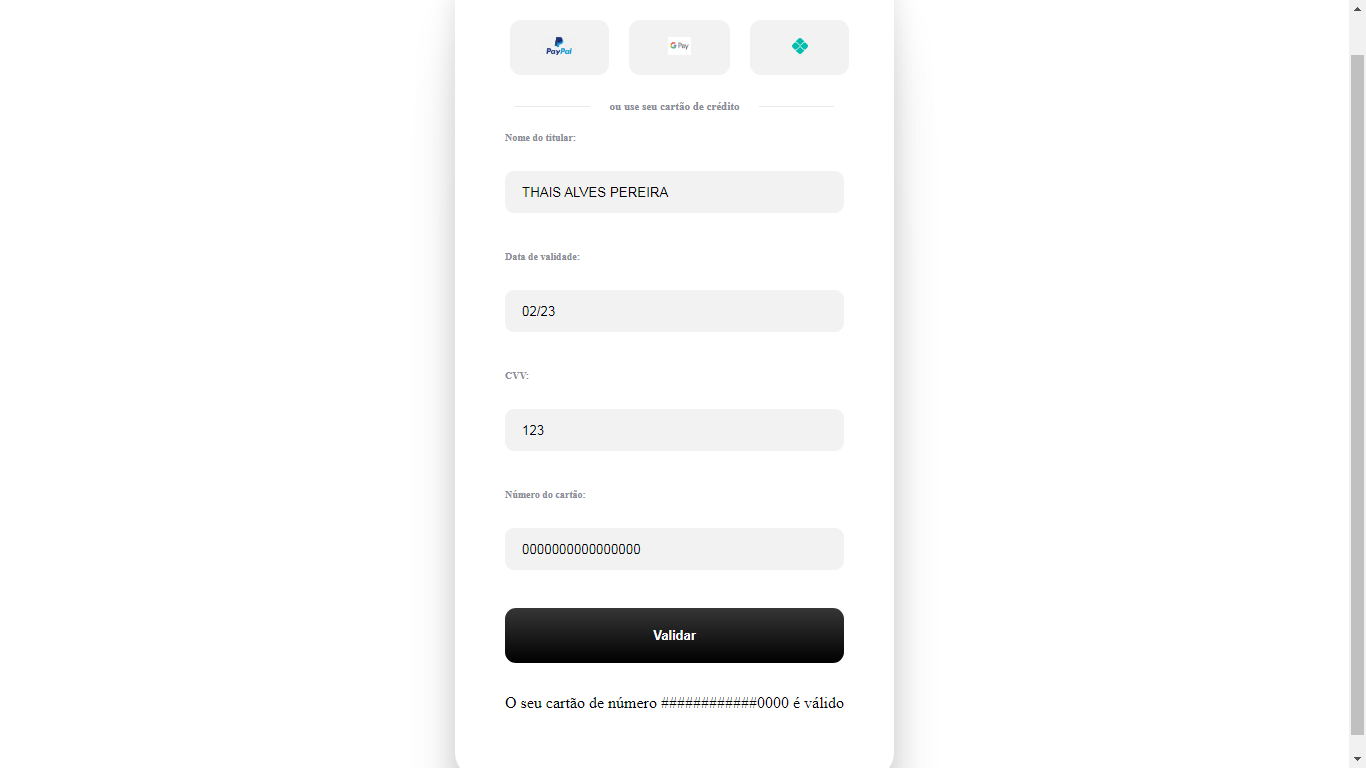 PayPal G Pay
ou use seu cartão de crédito
Nome do titular:
THAIS ALVES PEREIRA
Data de validade:
02/23
CVV:
123
Número do cartão:
0000000000000000
Validar
O seu cartão de número ############0000 é válido